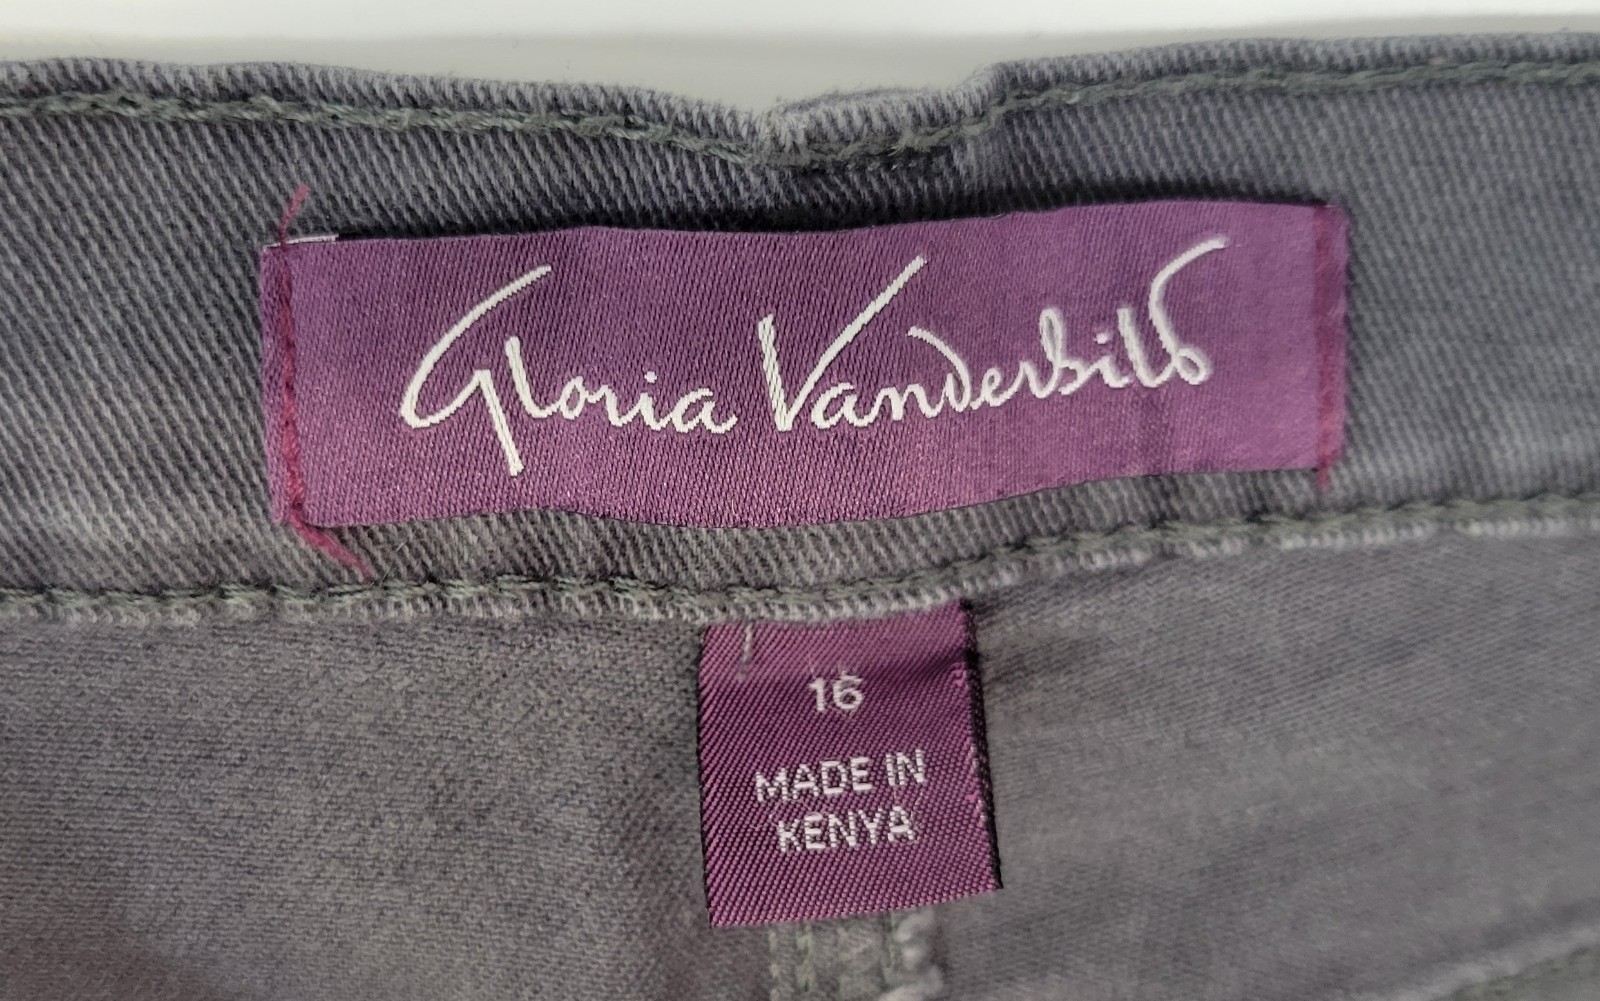 Gloria Vanderbilt
16
MADE IN
KENYA